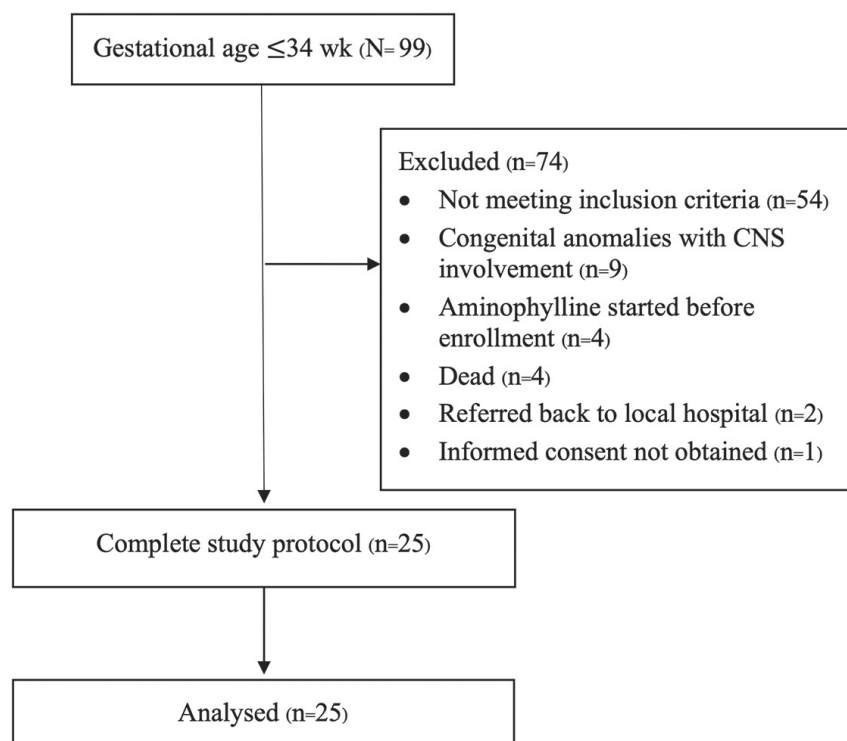 Gestational age ≤34 wk (N=99)
Excluded (n=74)
• Not meeting inclusion criteria (n=54)
• Congenital anomalies with CNS
involvement (n=9)
• Aminophylline started before
enrollment (n=4)
• Dead (n=4)
• Referred back to local hospital (n=2)
• Informed consent not obtained (n=1)
Complete study protocol (n=25)
Analysed (n=25)